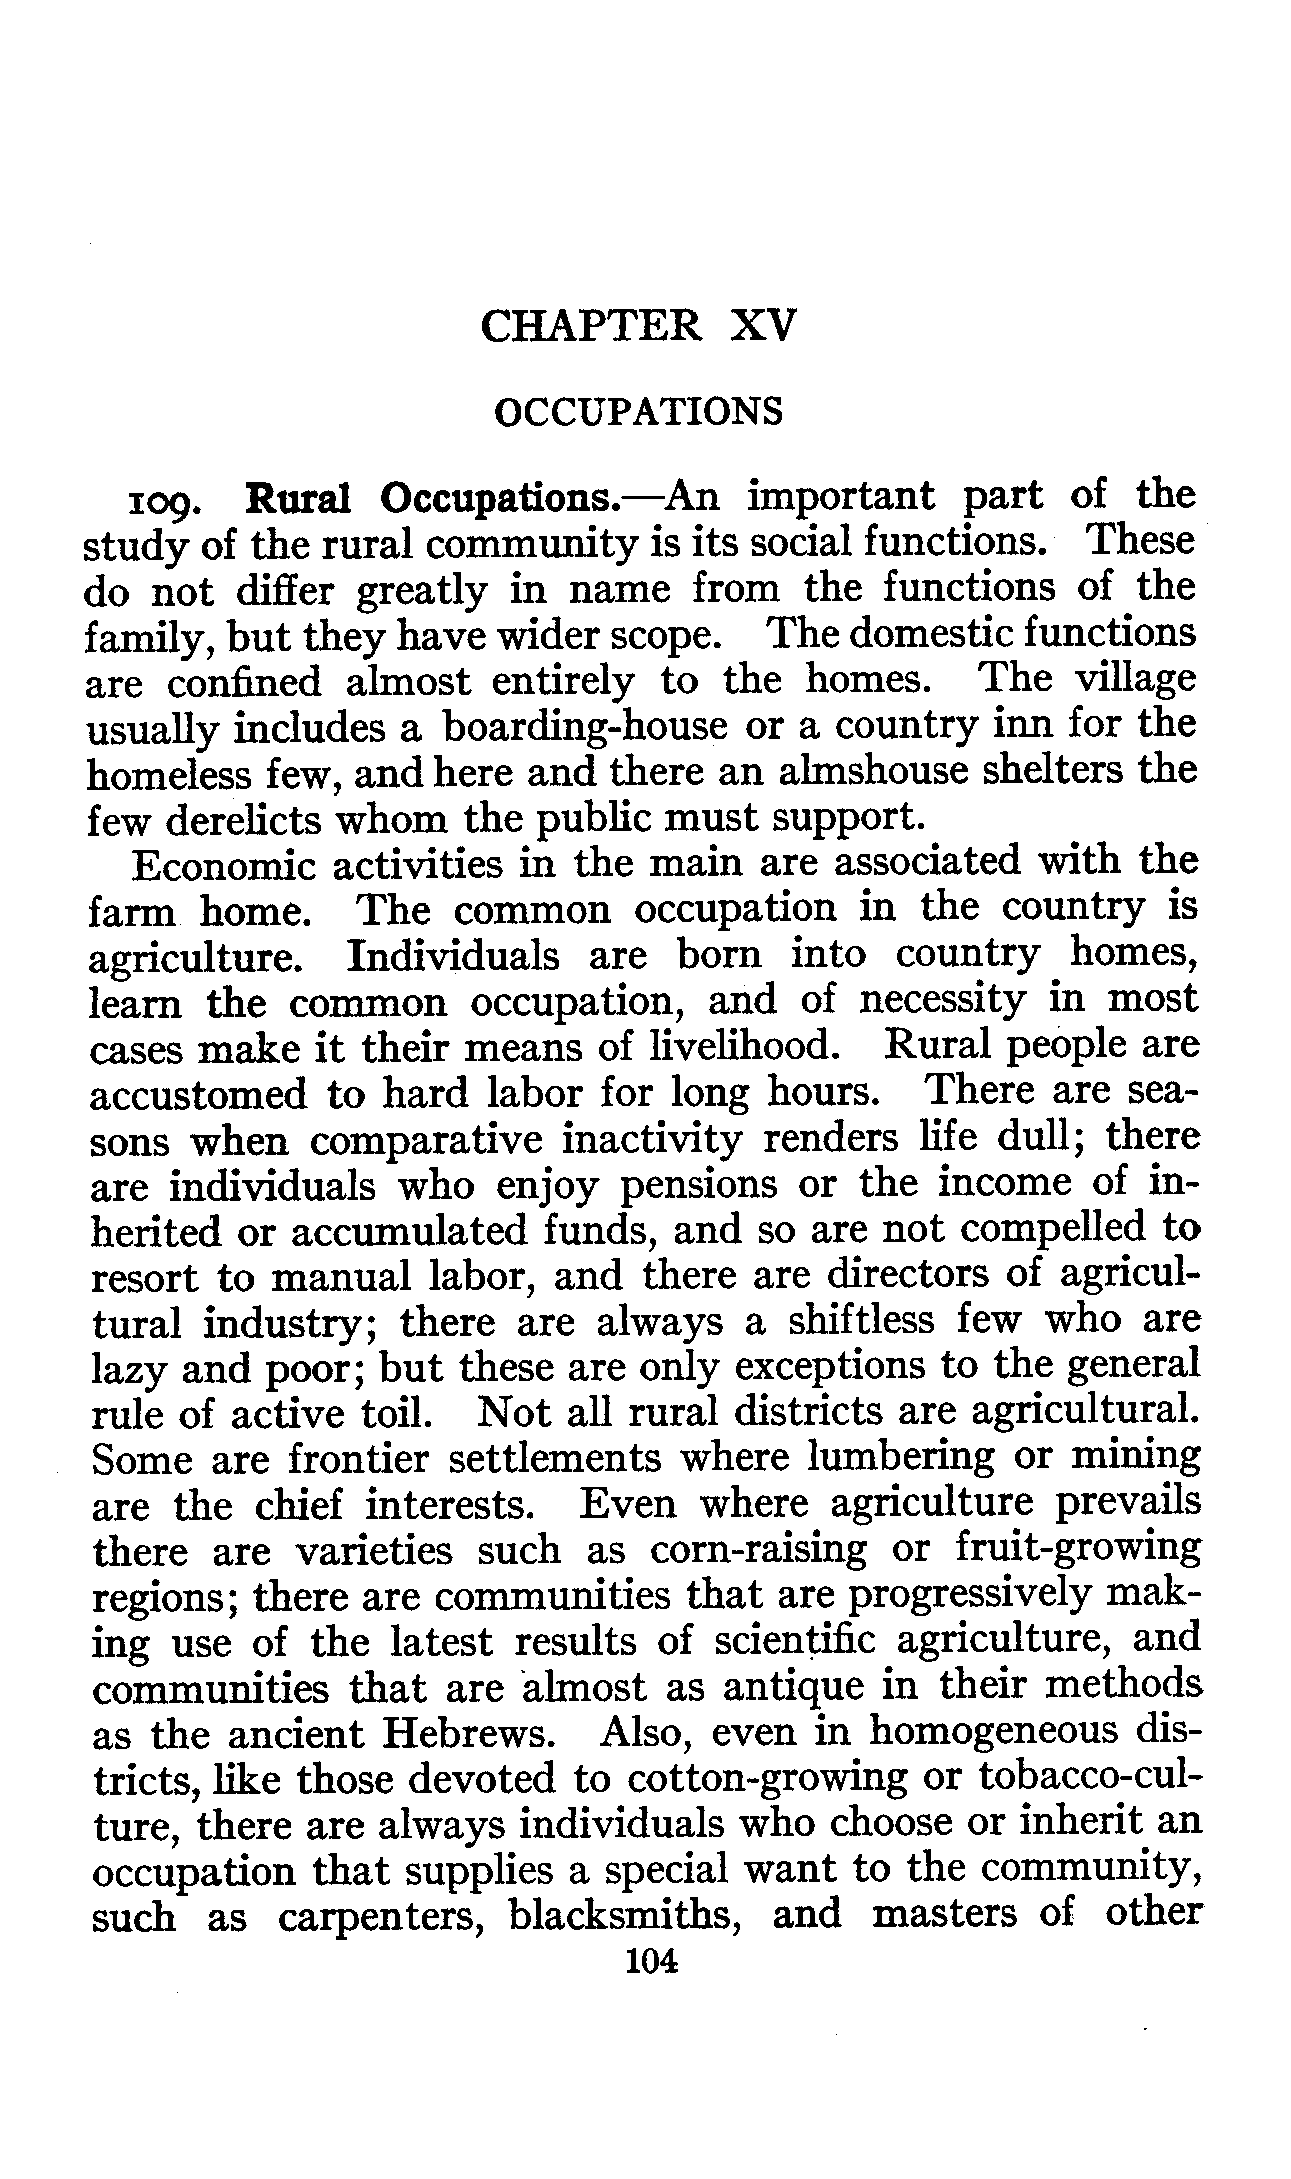 CHAPTER XV
OCCUPATIONS
109. Rural Occupations.—An important part of the
study of the rural community is its social functions. These
do not differ greatly in name from the functions of the
family, but they have wider scope. The domestic functions
are confined almost entirely to the homes. The village
usually includes a boarding-house or a country inn for the
homeless few, and here and there an almshouse shelters the
few derelicts whom the public must support.
Economic activities in the main are associated with the
farm home. The common occupation in the country is
agriculture. Individuals are born into country homes,
learn the common occupation, and of necessity in most
cases make it their means of livelihood. Rural people are
accustomed to hard labor for long hours. There are sea-
sons when comparative inactivity renders life dull; there
are individuals who enjoy pensions or the income of in-
herited or accumulated funds, and so are not compelled to
resort to manual labor, and there are directors of agricul-
tural industry; there are always a shiftless few who are
lazy and poor; but these are only exceptions to the general
rule of active toil. Not all rural districts are agricultural.
Some are frontier settlements where lumbering or mining
are the chief interests. Even where agriculture prevails
there are varieties such as corn-raising or fruit-growing
regions; there are communities that are progressively mak-
ing use of the latest results of scientific agriculture, and
communities that are almost as antique in their methods
as the ancient Hebrews. Also, even in homogeneous dis-
tricts, like those devoted to cotton-growing or tobacco-cul-
ture, there are always individuals who choose or inherit an
occupation that supplies a special want to the community,
such as carpenters, blacksmiths, and masters of other
104